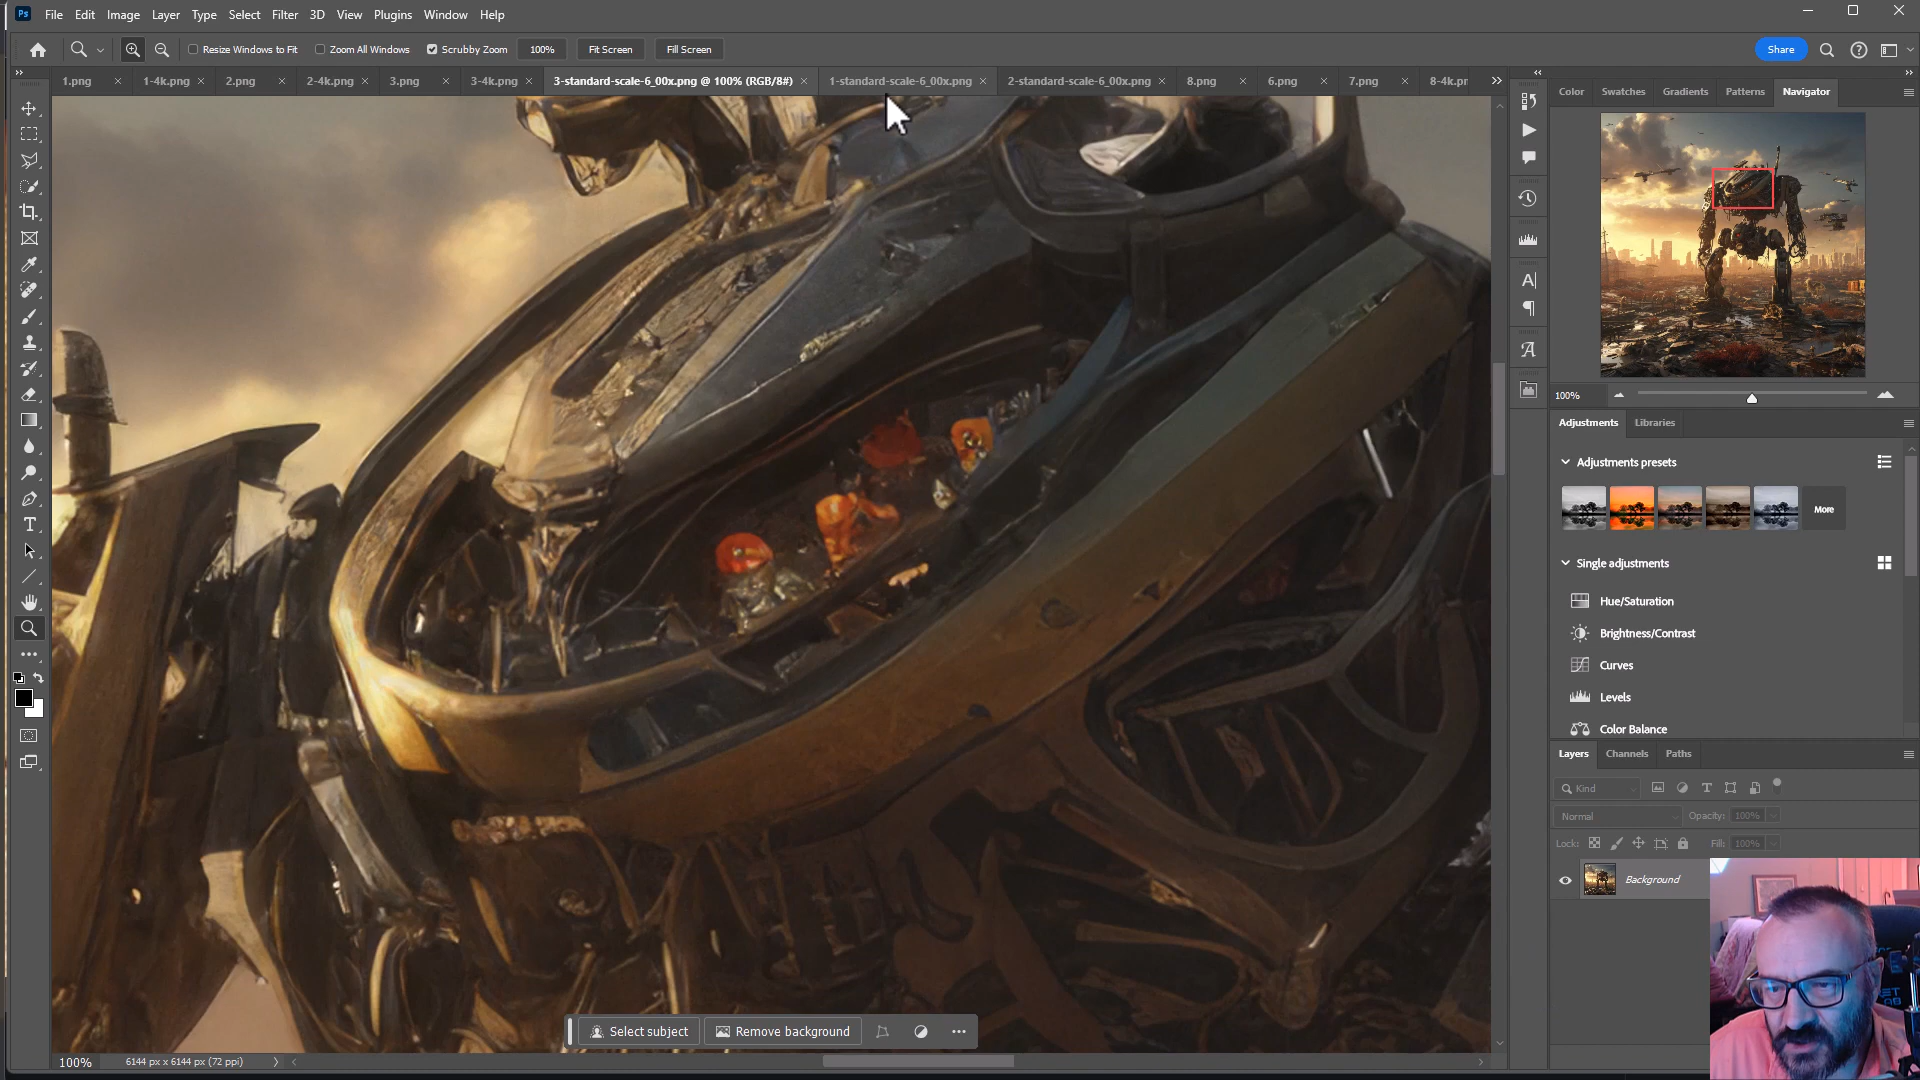 Ps File Edit Image Layer Type Select Filter 3D View Plugins Window Help
Resize Windows to Fit Zoom All Windows Scrubby Zoom 100% Fit Screen Fill Screen Share
1.png × 1-4k.png × 2.png × 2-4k.png × 3.png × 3-4k.png × 3-standard-scale-6_00x.png @ 100% (RGB/8#) × 1-standard-scale-6_00x.png × 2-standard-scale-6_00x.png × 8.png × 6.png × 7.png × 8-4k.pr
Color Swatches Gradients Patterns Navigator
100%
Adjustments Libraries
Adjustments presets
More
Single adjustments
Hue/Saturation
Brightness/Contrast
Curves
Levels
Color Balance
Layers Channels Paths
Kind
Normal Opacity: 100%
Lock: Fill: 100%
Background
Select subject Remove background
100% 6144 px x 6144 px (72 ppi)